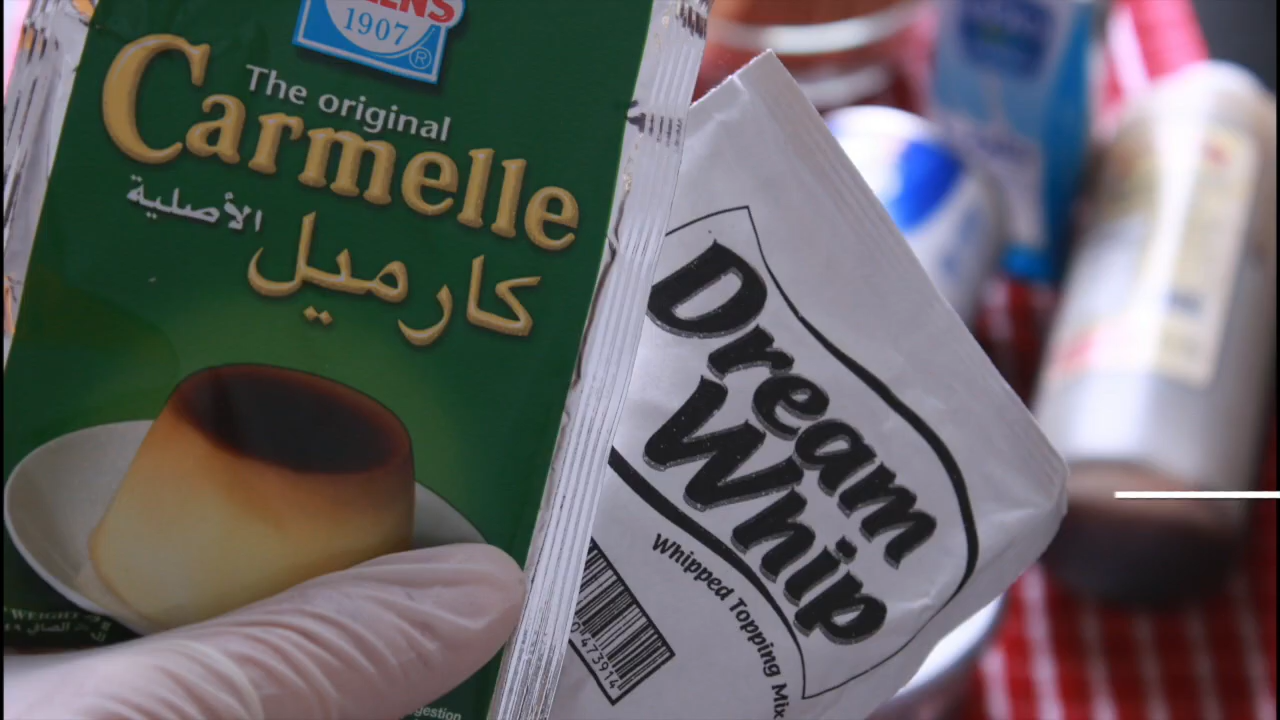 1907
®
The original
Carmelle
الأصلية
كارميل
Dream
Whip
Whipped Topping Mix